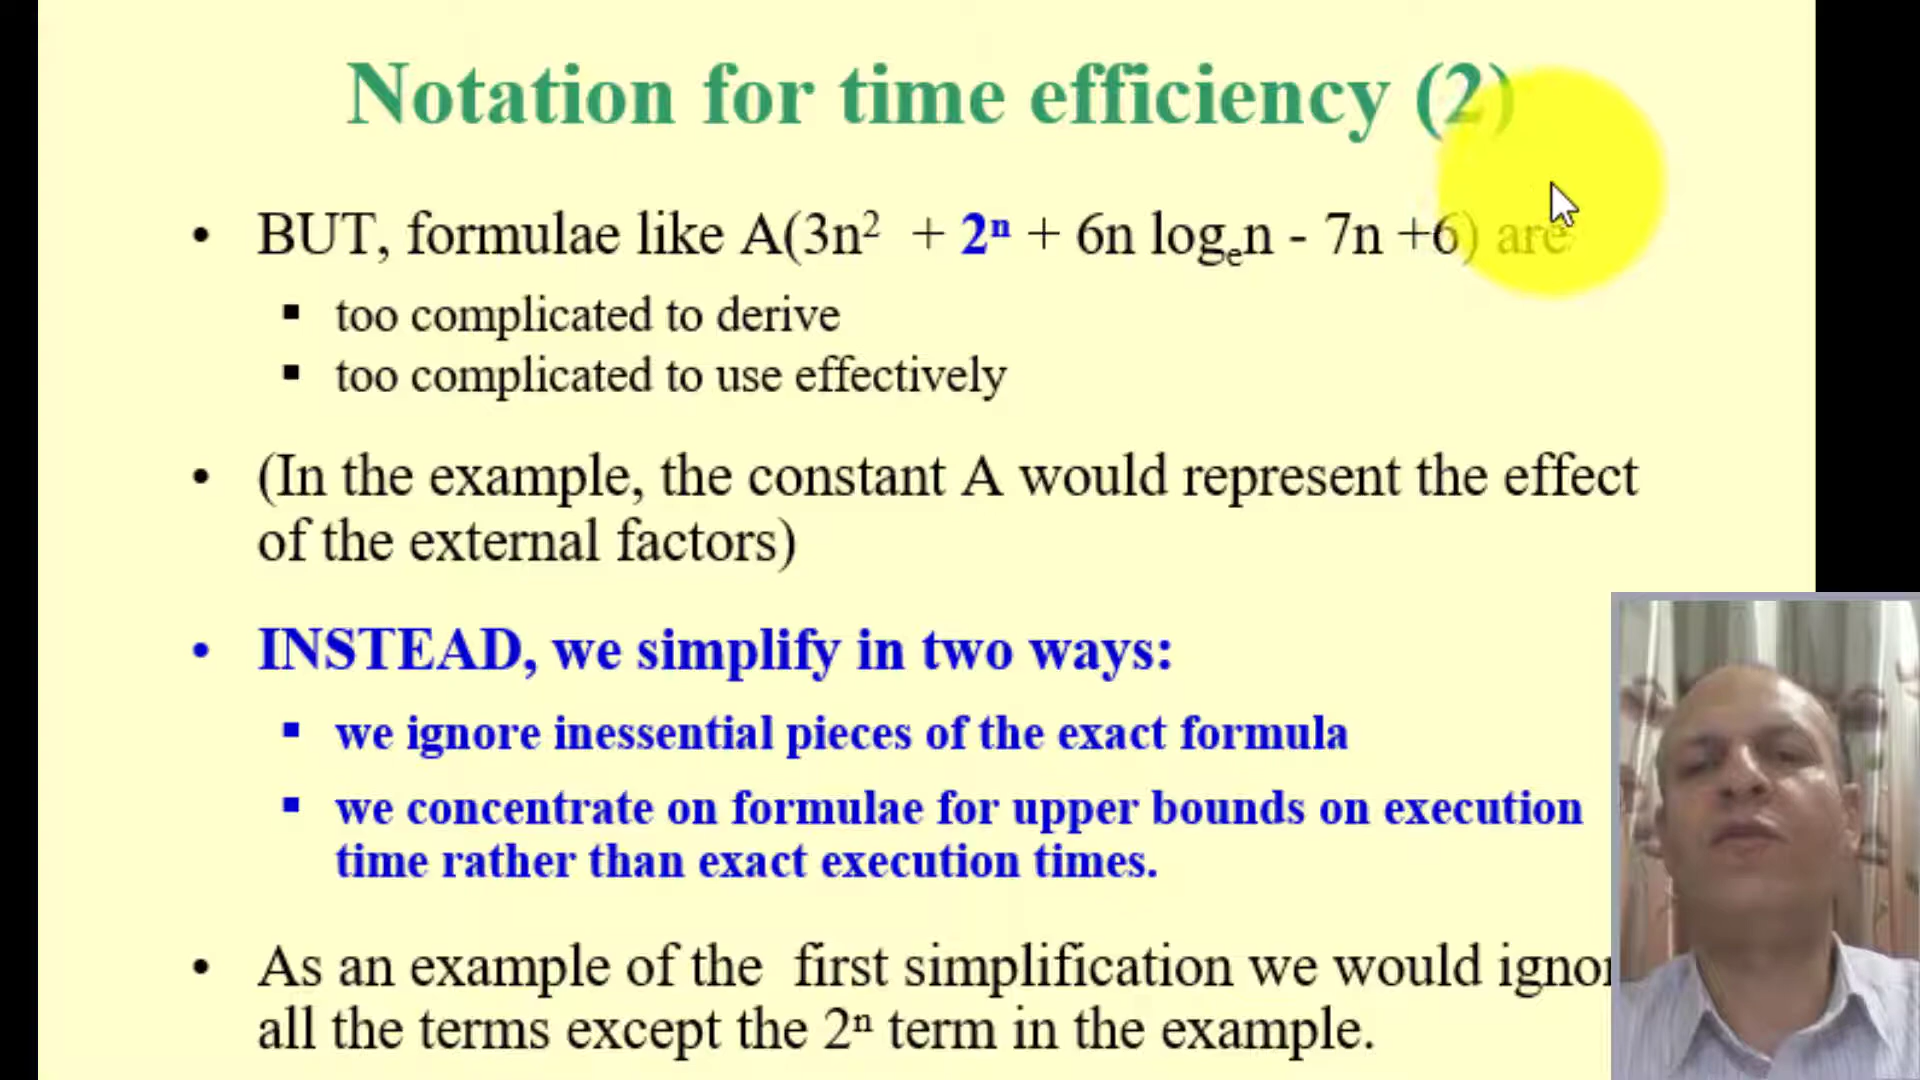 Notation for time efficiency (2)
• BUT, formulae like A(3n² + 2ⁿ + 6n logₑn - 7n +6) are
▪ too complicated to derive
▪ too complicated to use effectively
• (In the example, the constant A would represent the effect
of the external factors)
• INSTEAD, we simplify in two ways:
▪ we ignore inessential pieces of the exact formula
▪ we concentrate on formulae for upper bounds on execution
time rather than exact execution times.
• As an example of the first simplification we would
all the terms except the 2ⁿ term in the example.